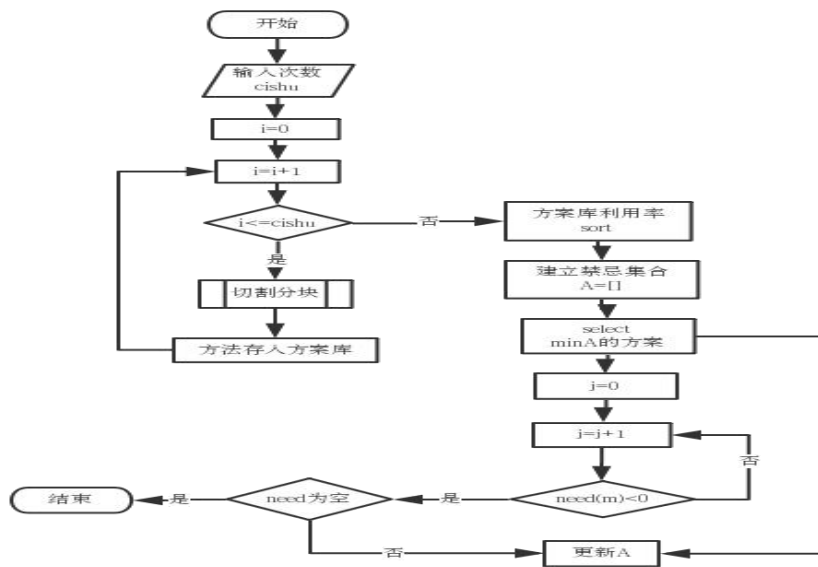 开始
输入次数
cishu
i=0
i=i+1
i<=cishu
否
是
切割分块
方法存入方案库
方案库利用率
sort
建立禁忌集合
A=[]
select
minA的方案
j=0
j=j+1
否
need(m)<0
是
need为空
是
结束
否
更新A